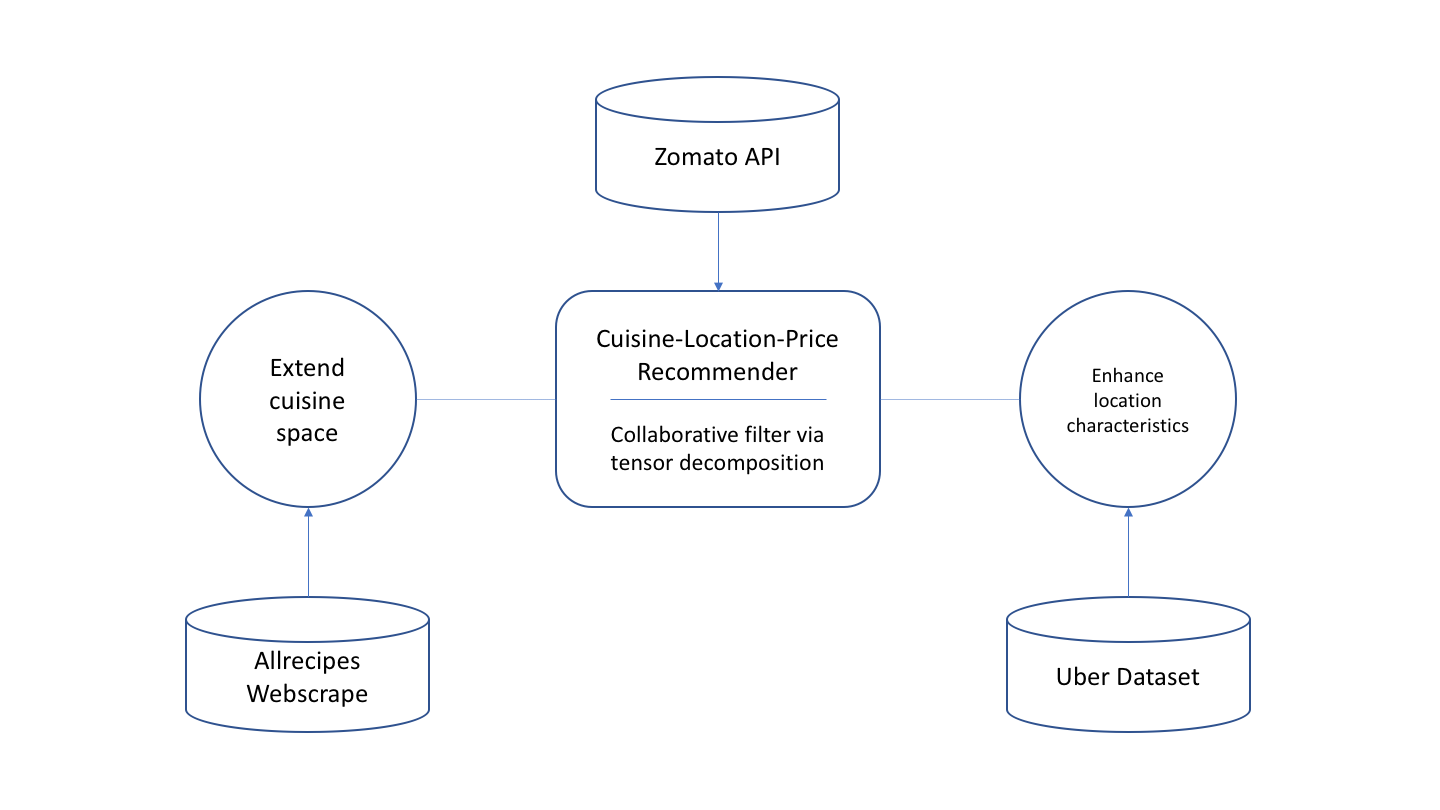 Zomato API
Extend
cuisine
space
Cuisine-Location-Price
Recommender
Collaborative filter via
tensor decomposition
Enhance
location
characteristics
Allrecipes
Webscrape
Uber Dataset